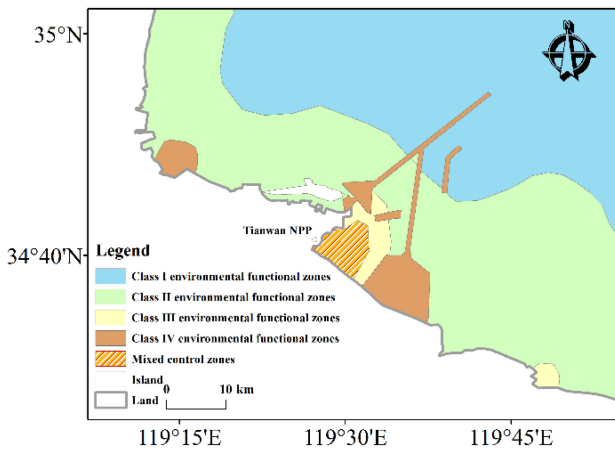 35°N
Tianwan NPP
34°40'
Legend
Class I environmental functional zones
Class II environmental functional zones
Class III environmental functional zones
Class IV environmental functional zones
Mixed control zones
Island
Land
0 10 km
119°15'E 119°30'E 119°45'E